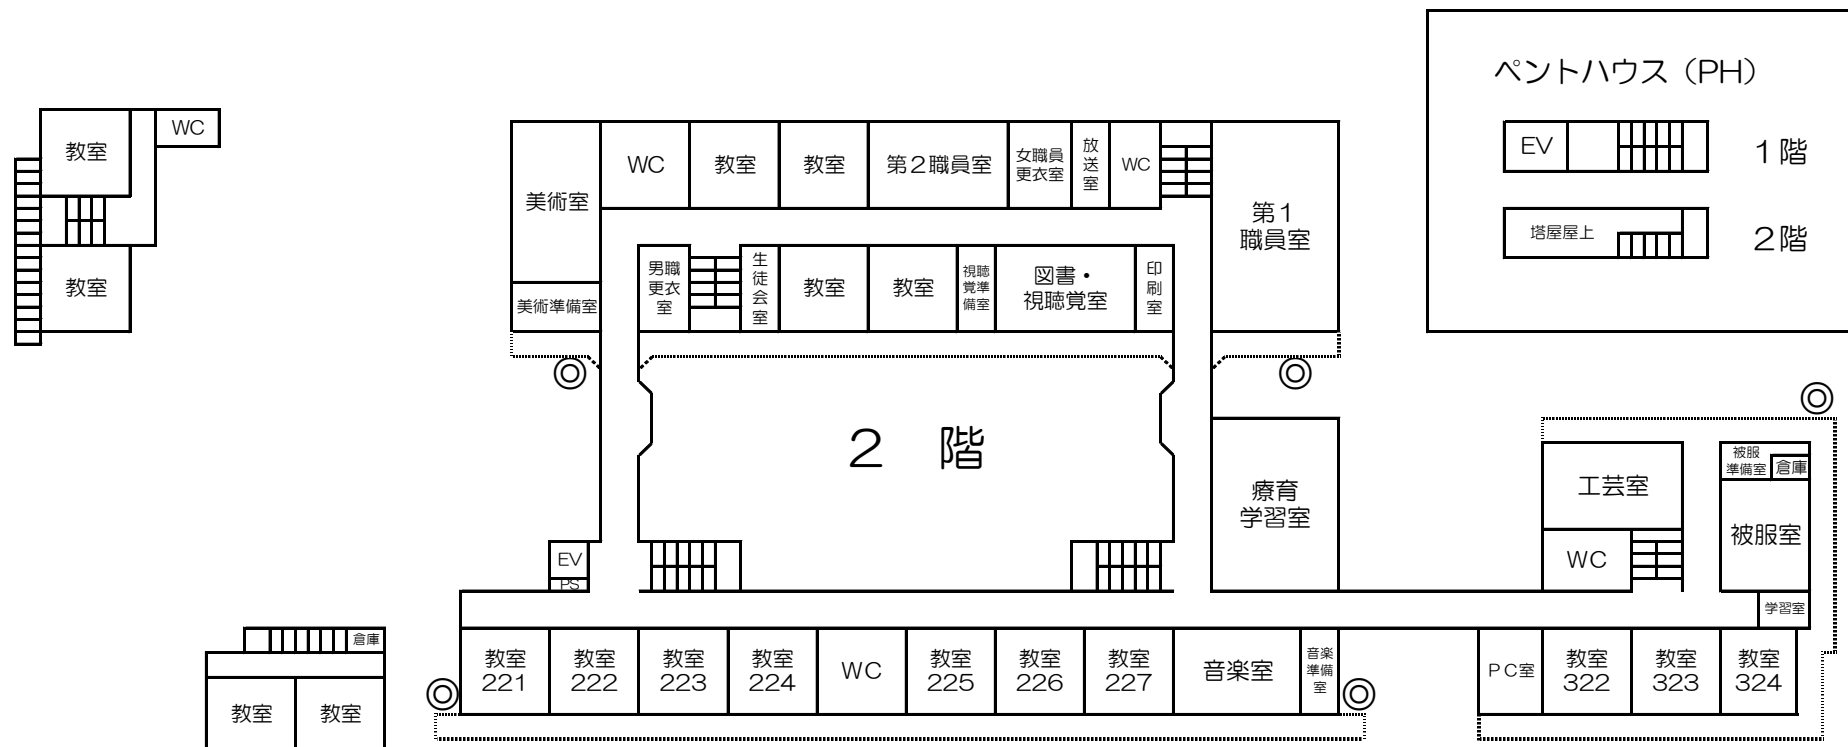 ペントハウス（PH）
EV
1階
塔屋屋上
2階
教室
WC
教室
美術室
美術準備室
WC
教室
教室
第２職員室
女職員
更衣室
放
送
室
WC
第１
職員室
男職
更衣
室
生
徒
会
室
教室
教室
視聴
覚準
備室
図書・
視聴覚室
印
刷
室
２　階
療育
学習室
EV
PS
工芸室
WC
被服
準備室
倉庫
被服室
学習室
倉庫
教室
教室
教室
221
教室
222
教室
223
教室
224
WC
教室
225
教室
226
教室
227
音楽室
音楽
準備
室
ＰＣ室
教室
322
教室
323
教室
324